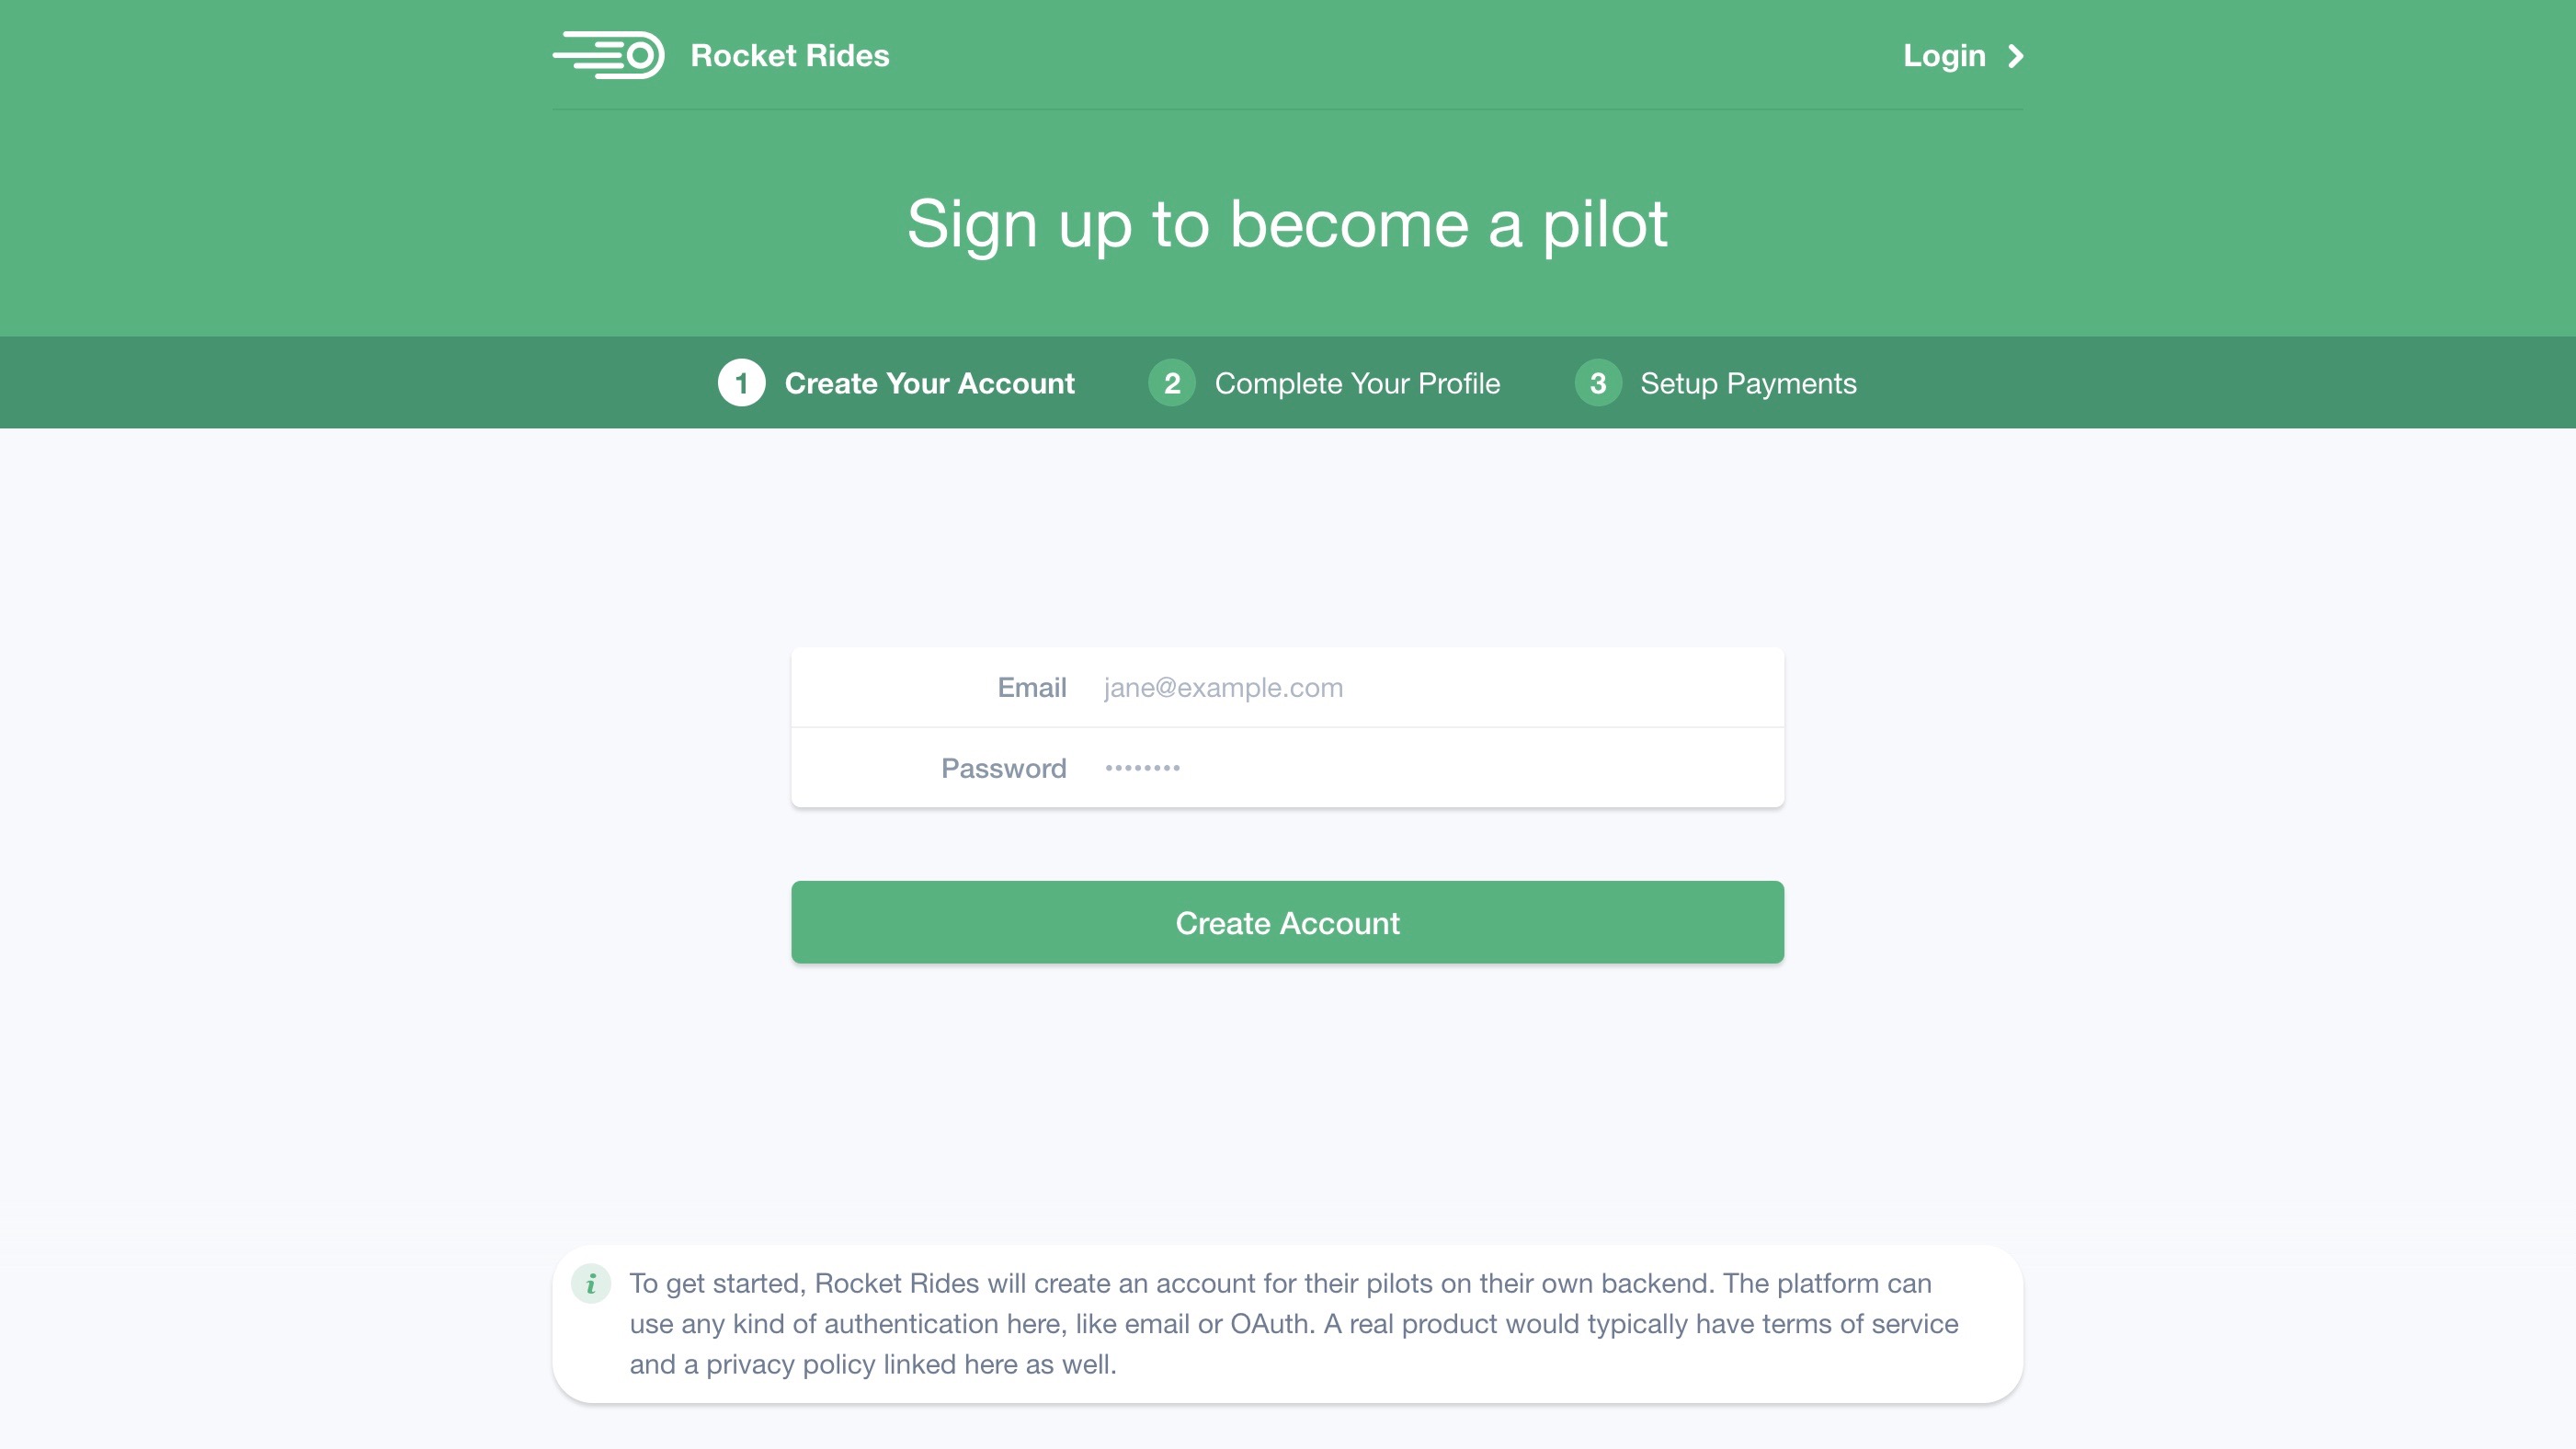 Rocket Rides
Login
Sign up to become a pilot
1 Create Your Account
2 Complete Your Profile
3 Setup Payments
Email jane@example.com
Password ••••••••
Create Account
i
To get started, Rocket Rides will create an account for their pilots on their own backend. The platform can
use any kind of authentication here, like email or OAuth. A real product would typically have terms of service
and a privacy policy linked here as well.